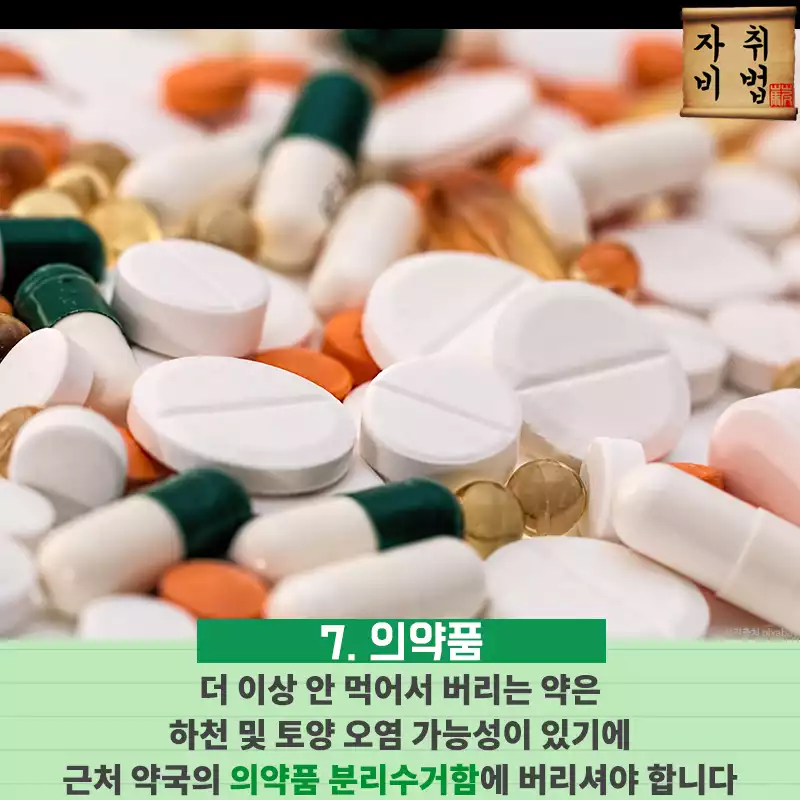 자취
비법
7. 의약품
더 이상 안 먹어서 버리는 약은
하천 및 토양 오염 가능성이 있기에
근처 약국의 의약품 분리수거함에 버리셔야 합니다